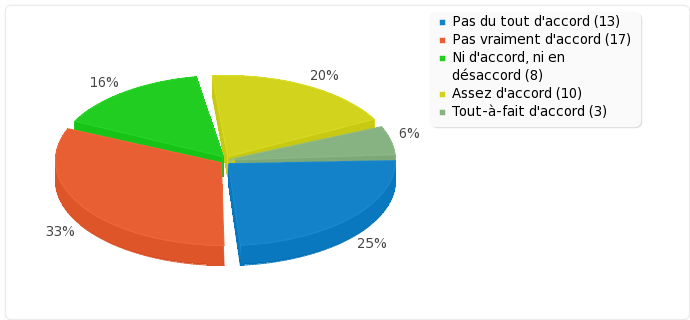 Pas du tout d'accord (13)
Pas vraiment d'accord (17)
Ni d'accord, ni en
désaccord (8)
Assez d'accord (10)
Tout-à-fait d'accord (3)
20%
16%
6%
33%
25%